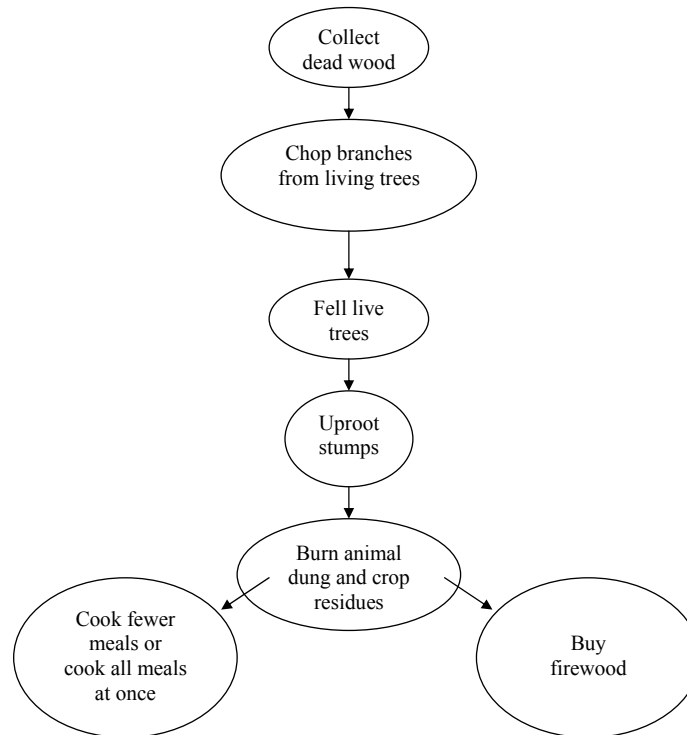 Collect
dead wood
Chop branches
from living trees
Fell live
trees
Uproot
stumps
Burn animal
dung and crop
residues
Cook fewer
meals or
cook all meals
at once
Buy
firewood